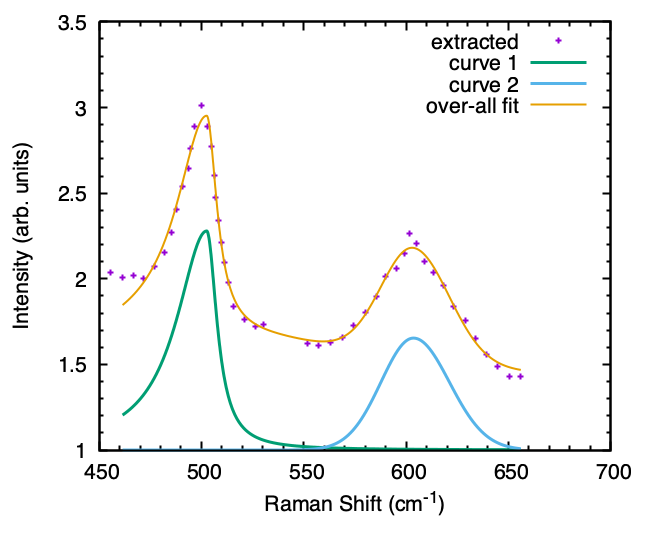 3.5
3
2.5
2
1.5
1
Intensity (arb. units)
extracted
curve 1
curve 2
over-all fit
450 500 550 600 650 700
Raman Shift (cm⁻¹)